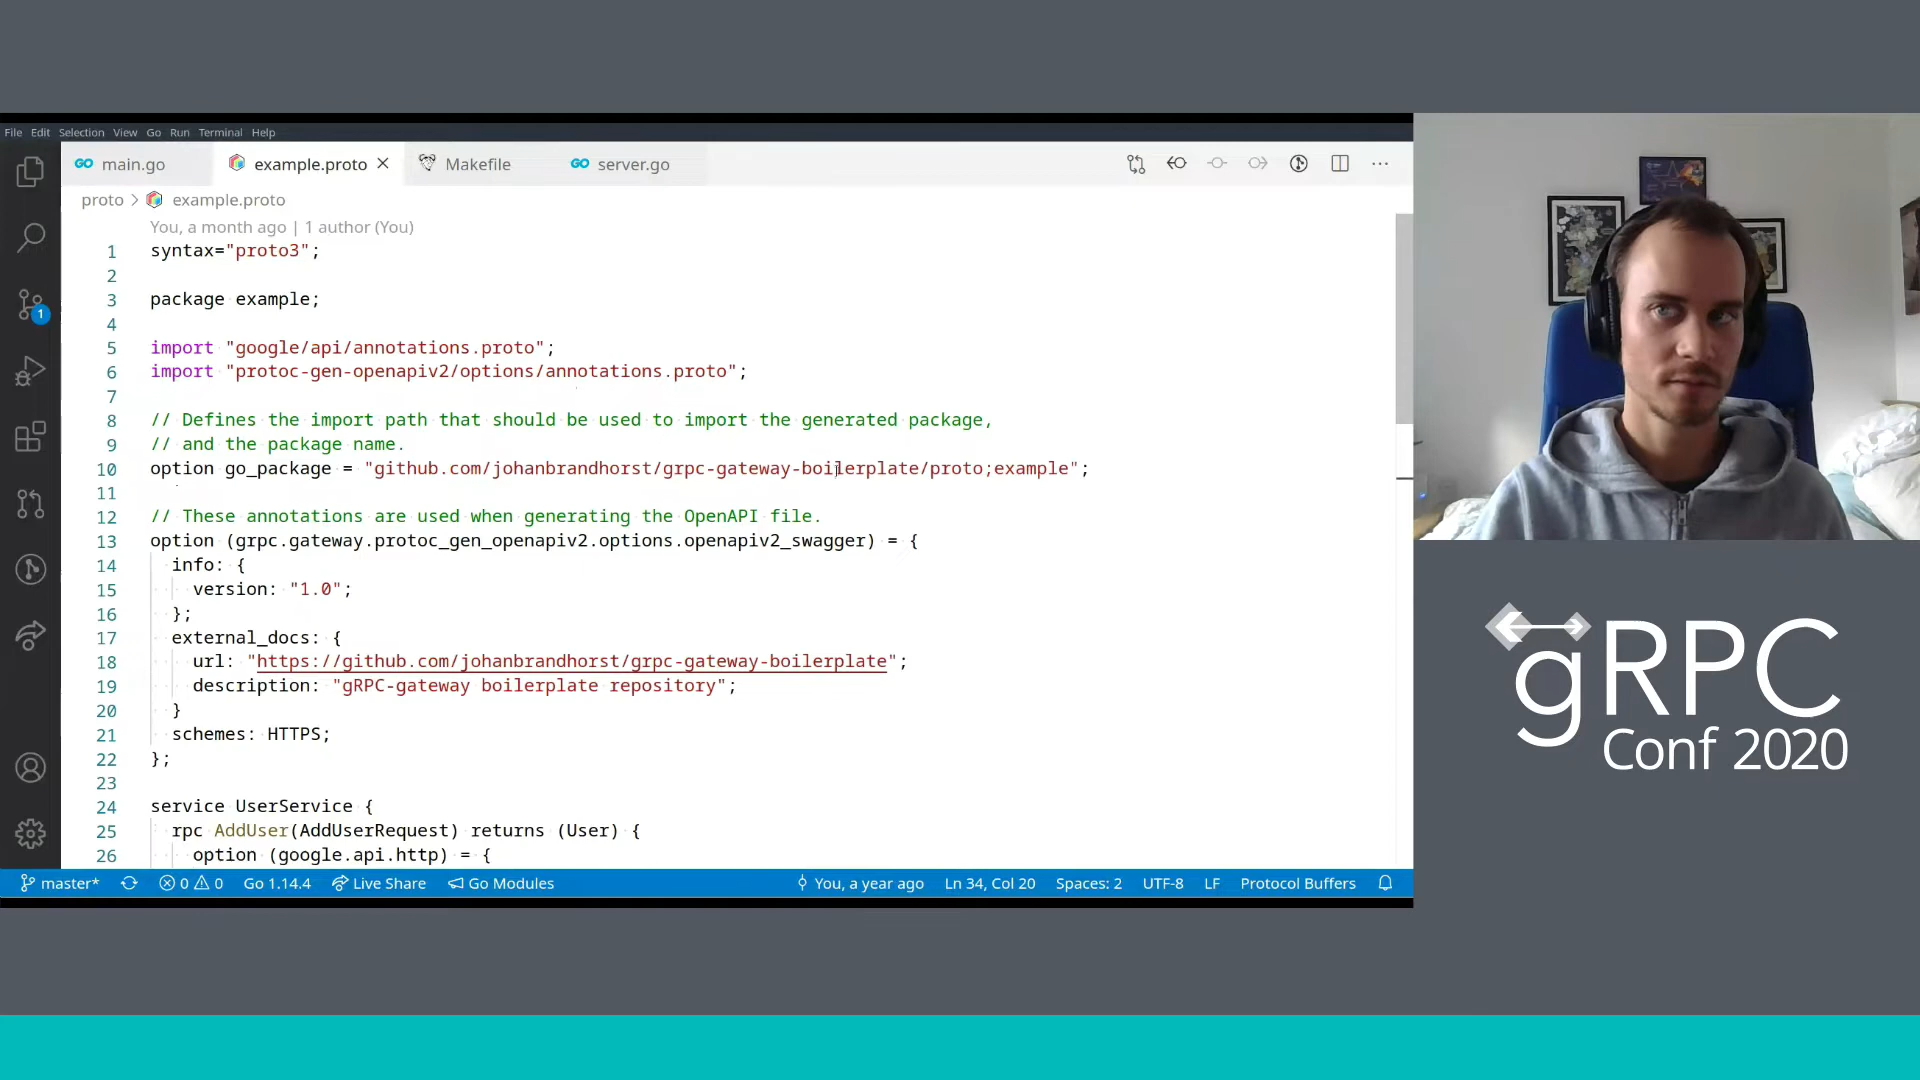 File Edit Selection View Go Run Terminal Help
GO main.go example.proto Makefile GO server.go
proto > example.proto
You, a month ago | 1 author (You)
1 syntax="proto3";
2
3 package example;
4
5 import "google/api/annotations.proto";
6 import "protoc-gen-openapiv2/options/annotations.proto";
7
8 // Defines the import path that should be used to import the generated package,
9 // and the package name.
10 option go_package = "github.com/johanbrandhorst/grpc-gateway-boilerplate/proto;example";
11
12 // These annotations are used when generating the OpenAPI file.
13 option (grpc.gateway.protoc_gen_openapiv2.options.openapiv2_swagger) = {
14 info: {
15 version: "1.0";
16 };
17 external_docs: {
18 url: "https://github.com/johanbrandhorst/grpc-gateway-boilerplate";
19 description: "gRPC-gateway boilerplate repository";
20 }
21 schemes: HTTPS;
22 };
23
24 service UserService {
25 rpc AddUser(AddUserRequest) returns (User) {
26 option (google.api.http) = {
1
master* 0 0 Go 1.14.4 Live Share Go Modules You, a year ago Ln 34, Col 20 Spaces: 2 UTF-8 LF Protocol Buffers
gRPC
Conf 2020